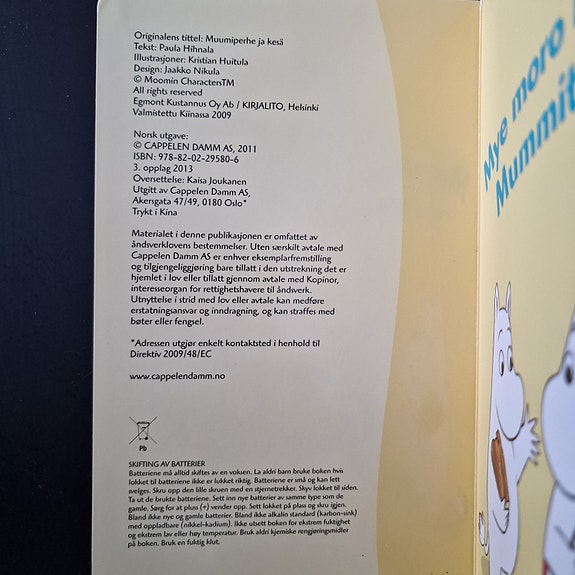 Originalens tittel: Muumiperhe ja kesä
Tekst: Paula Hihnala
Illustrasjoner: Kristian Huitula
Design: Jaakko Nikula
© Moomin CharactersTM
All rights reserved
Egmont Kustannus Oy Ab / KIRJALITO, Helsinki
Valmistettu Kiinassa 2009
Norsk utgave:
© CAPPELEN DAMM AS, 2011
ISBN: 978-82-02-29580-6
3. opplag 2013
Oversettelse: Kaisa Joukanen
Utgitt av Cappelen Damm AS,
Akersgata 47/49, 0180 Oslo*
Trykt i Kina
Materialet i denne publikasjonen er omfattet av
åndsverklovens bestemmelser. Uten særskilt avtale med
Cappelen Damm AS er enhver eksemplarfremstilling
og tilgjengeliggjøring bare tillatt i den utstrekning det er
hjemlet i lov eller tillatt gjennom avtale med Kopinor,
interesseorgan for rettighetshavere til åndsverk.
Utnyttelse i strid med lov eller avtale kan medføre
erstatningsansvar og inndragning, og kan straffes med
bøter eller fengsel.
*Adressen utgjør enkelt kontaktsted i henhold til
Direktiv 2009/48/EC
www.cappelendamm.no
Pb
SKIFTING AV BATTERIER
Batteriene må alltid skiftes av en voksen. La aldri barn bruke boken hvis
lokket til batteriene ikke er lukket riktig. Batteriene er små og kan lett
svelges. Skru opp den lille skruen med en stjernetrekker. Skyv lokket til siden.
Ta ut de brukte batteriene. Sett inn nye batterier av samme type som de
gamle. Sørg for at pluss (+) vender opp. Sett lokket på plass og skru igjen.
Bland ikke nye og gamle batterier. Bland ikke alkalin standard (karbon-sink)
med oppladbare (nikkel-kadium). Ikke utsett boken for ekstrem fuktighet
og ekstrem lav eller høy temperatur. Bruk aldri kjemiske rengjøringsmidler
på boken. Bruk en fuktig klut.
Mye moro